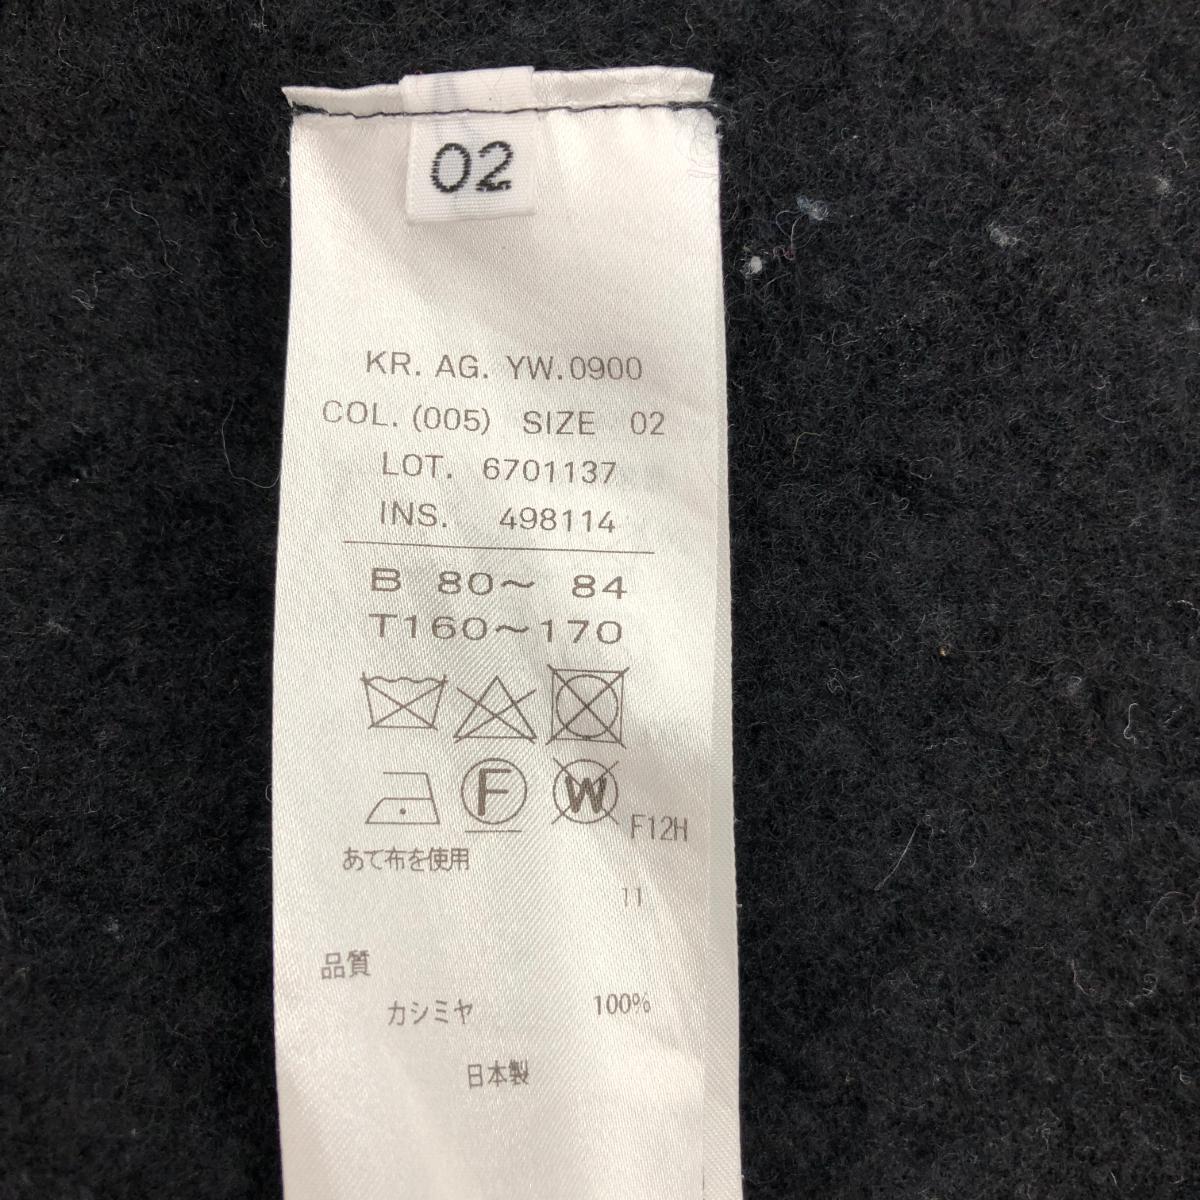 02
KR. AG. YW.0900
COL. (005) SIZE 02
LOT. 6701137
INS. 498114
B 80〜 84
T160〜170
F W F12H
あて布を使用
11
品質
カシミヤ 100%
日本製